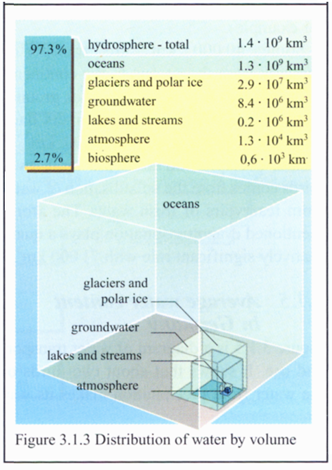 97.3%
hydrosphere - total 1.4 · 10⁹ km³
oceans 1.3 · 10⁹ km³
glaciers and polar ice 2.9 · 10⁷ km³
groundwater 8.4 · 10⁶ km³
lakes and streams 0.2 · 10⁶ km³
atmosphere 1.3 · 10⁴ km³
2.7% biosphere 0,6 · 10³ km
oceans
glaciers and
polar ice
groundwater
lakes and streams
atmosphere
Figure 3.1.3 Distribution of water by volume